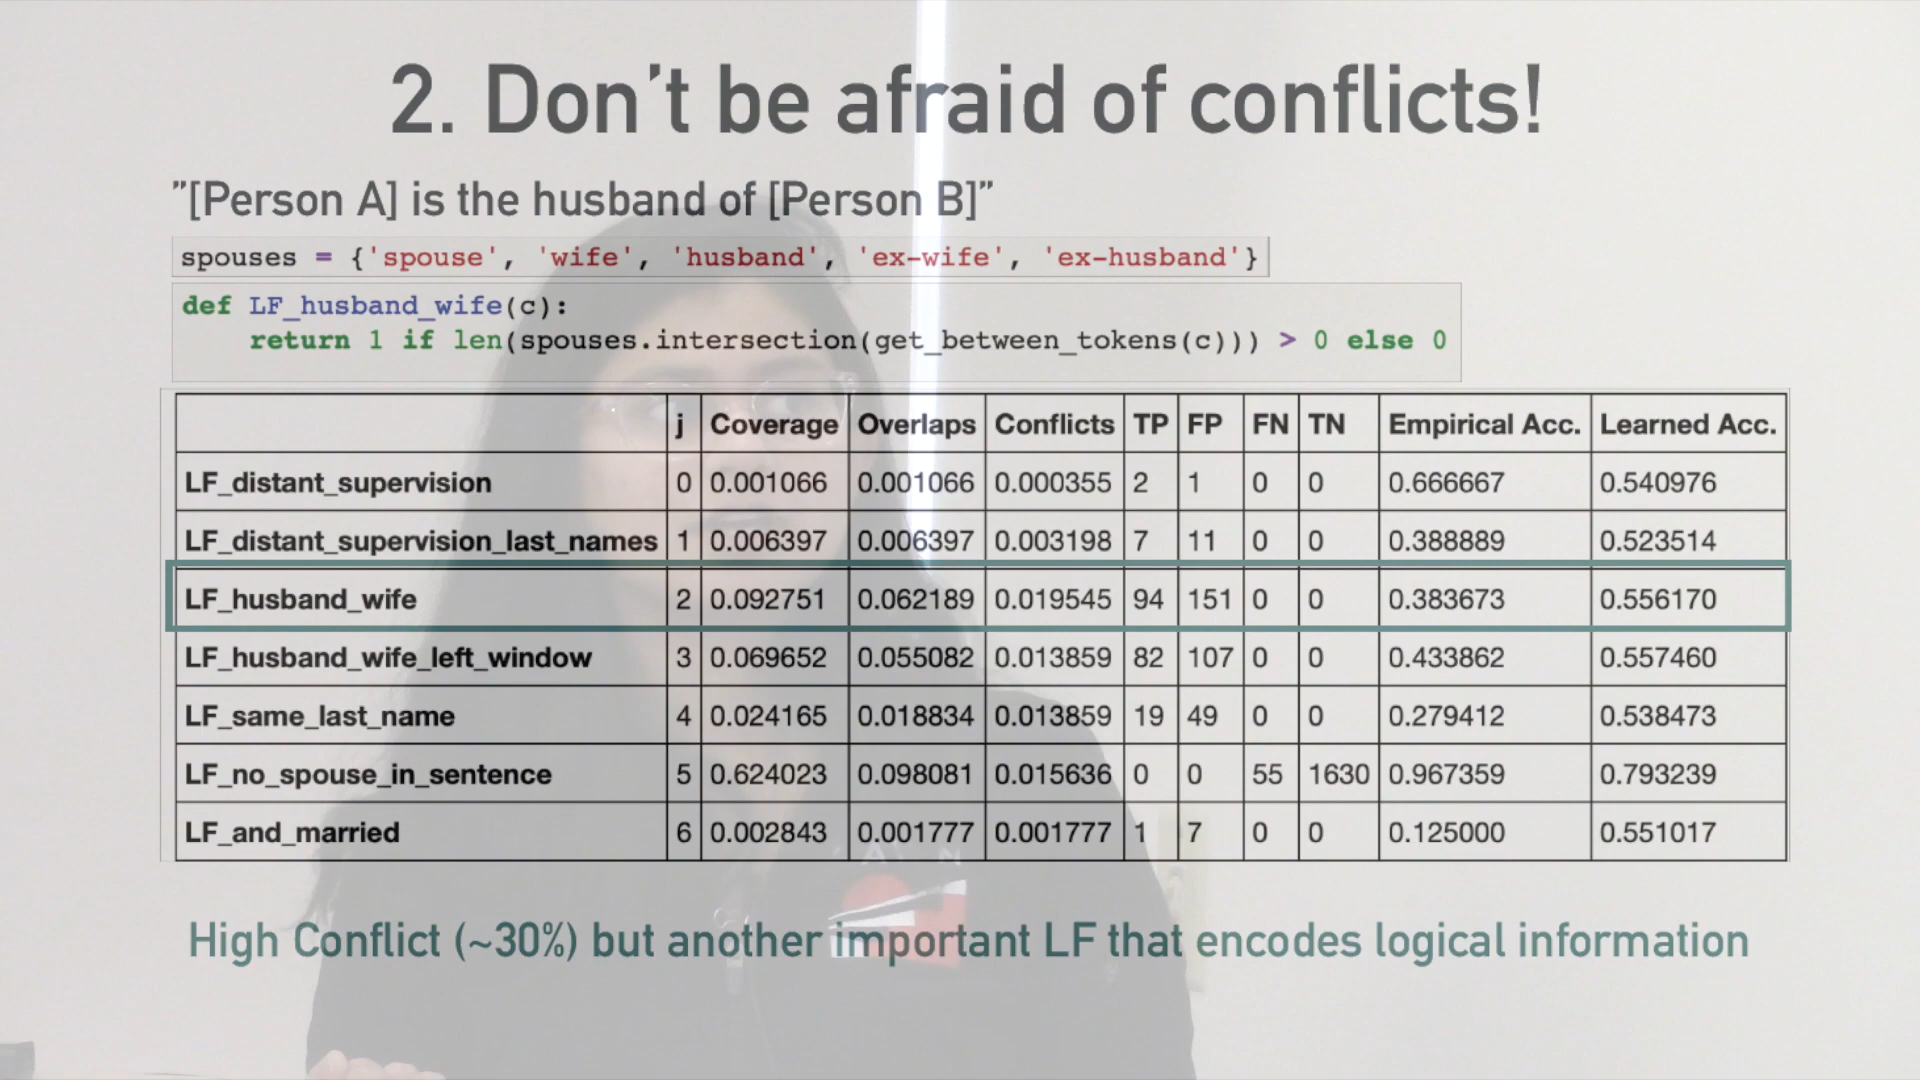 2. Don't be afraid of conflicts!
"[Person A] is the husband of [Person B]"
spouses = {'spouse', 'wife', 'husband', 'ex-wife', 'ex-husband'}
def LF_husband_wife(c):
return 1 if len(spouses.intersection(get_between_tokens(c))) > 0 else 0
j Coverage Overlaps Conflicts TP FP FN TN Empirical Acc. Learned Acc.
LF_distant_supervision 0 0.001066 0.001066 0.000355 2 1 0 0 0.666667 0.540976
LF_distant_supervision_last_names 1 0.006397 0.006397 0.003198 7 11 0 0 0.388889 0.523514
LF_husband_wife 2 0.092751 0.062189 0.019545 94 151 0 0 0.383673 0.556170
LF_husband_wife_left_window 3 0.069652 0.055082 0.013859 82 107 0 0 0.433862 0.557460
LF_same_last_name 4 0.024165 0.018834 0.013859 19 49 0 0 0.279412 0.538473
LF_no_spouse_in_sentence 5 0.624023 0.098081 0.015636 0 0 55 1630 0.967359 0.793239
LF_and_married 6 0.002843 0.001777 0.001777 1 7 0 0 0.125000 0.551017
High Conflict (~30%) but another important LF that encodes logical information